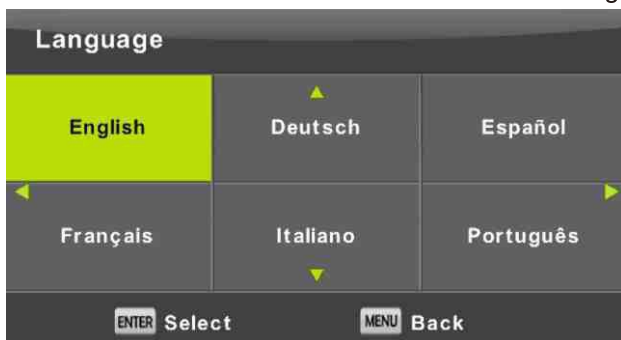 Language
English Deutsch Español
Français Italiano Português
ENTER Select MENU Back